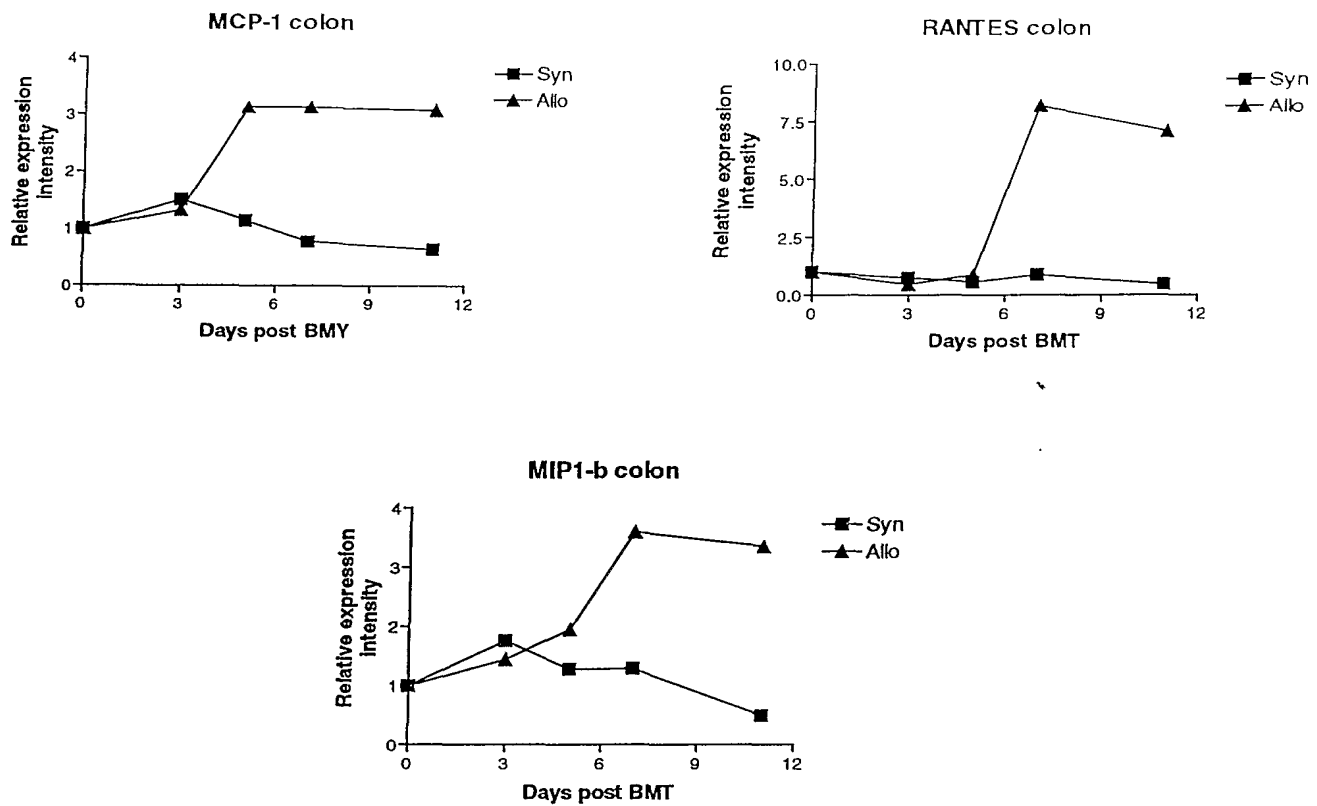 MCP-1 colon
4
3
2
1
0
Relative expression
intensity
0 3 6 9 12
Days post BMY
Syn
Allo
RANTES colon
10.0
7.5
5.0
2.5
0.0
Relative expression
intensity
0 3 6 9 12
Days post BMT
Syn
Allo
MIP1-b colon
4
3
2
1
0
Relative expression
intensity
0 3 6 9 12
Days post BMT
Syn
Allo